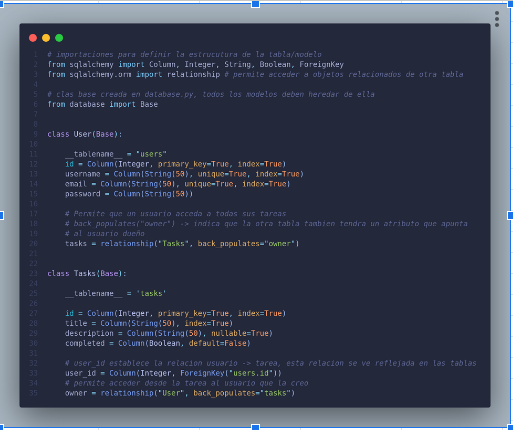 1 # importaciones para definir la estrucutura de la tabla/modelo
2 from sqlalchemy import Column, Integer, String, Boolean, ForeignKey
3 from sqlalchemy.orm import relationship # permite acceder a objetos relacionados de otra tabla
4
5 # clas base creada en database.py, todos los modelos deben heredar de ella
6 from database import Base
7
8
9 class User(Base):
10
11 __tablename__ = "users"
12 id = Column(Integer, primary_key=True, index=True)
13 username = Column(String(50), unique=True, index=True)
14 email = Column(String(50), unique=True, index=True)
15 password = Column(String(50))
16
17 # Permite que un usuario acceda a todas sus tareas
18 # back_populates("owner") -> indica que la otra tabla tambien tendra un atributo que apunta
19 # al usuario dueño
20 tasks = relationship("Tasks", back_populates="owner")
21
22
23 class Tasks(Base):
24
25 __tablename__ = 'tasks'
26
27 id = Column(Integer, primary_key=True, index=True)
28 title = Column(String(50), index=True)
29 description = Column(String(50), nullable=True)
30 completed = Column(Boolean, default=False)
31
32 # user_id establece la relacion usuario -> tarea, esta relacion se ve reflejada en las tablas
33 user_id = Column(Integer, ForeignKey("users.id"))
34 # permite acceder desde la tarea al usuario que la creo
35 owner = relationship("User", back_populates="tasks")